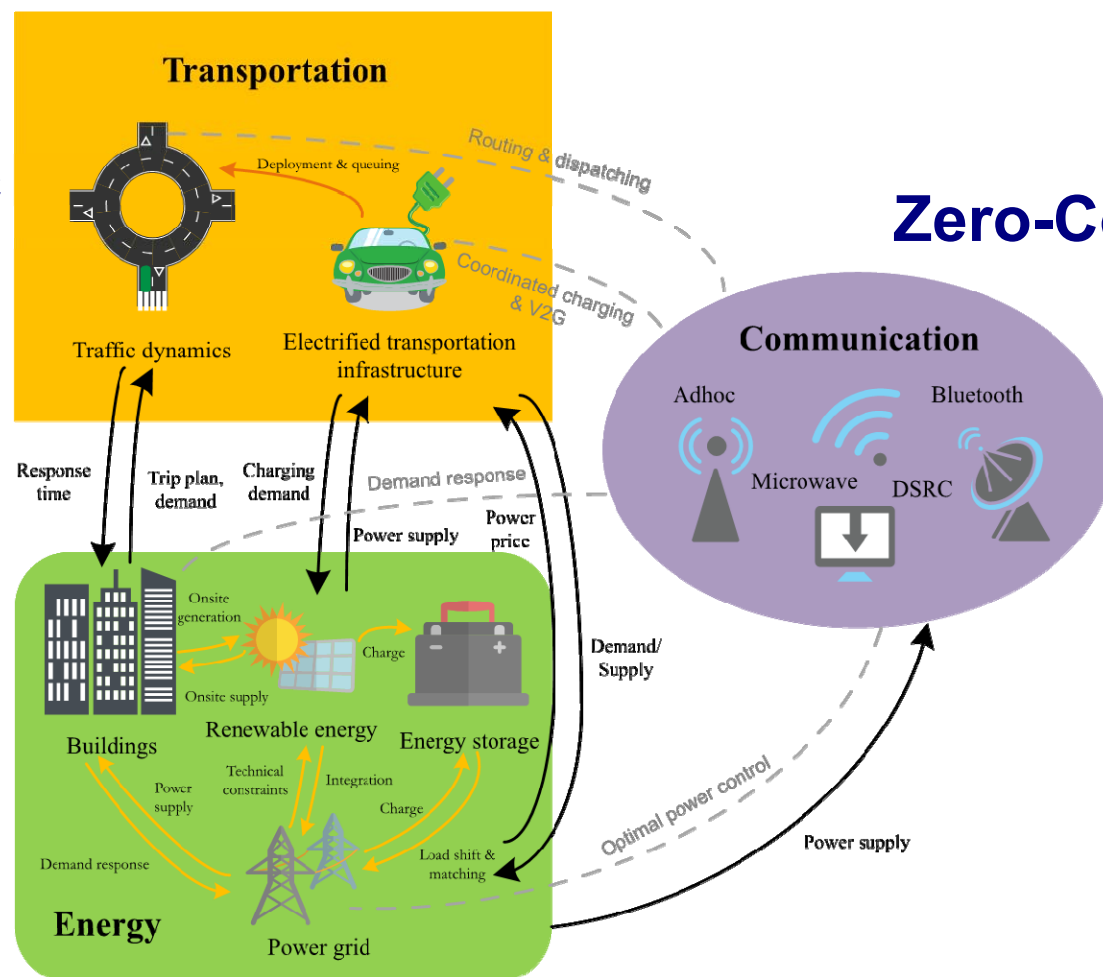 Transportation
Routing & dispatching
Deployment & queuing
Zero-Co
Coordinated charging
& V2G
Traffic dynamics
Electrified transportation
infrastructure
Communication
Adhoc
Bluetooth
Microwave
DSRC
Response
time
Trip plan,
demand
Charging
demand
Power supply
Demand response
Power
price
Demand/
Supply
Onsite
generation
Onsite supply
Charge
Buildings
Renewable energy
Energy storage
Power
supply
Technical
constraints
Integration
Charge
Demand response
Load shift &
matching
Optimal power control
Power supply
Energy
Power grid